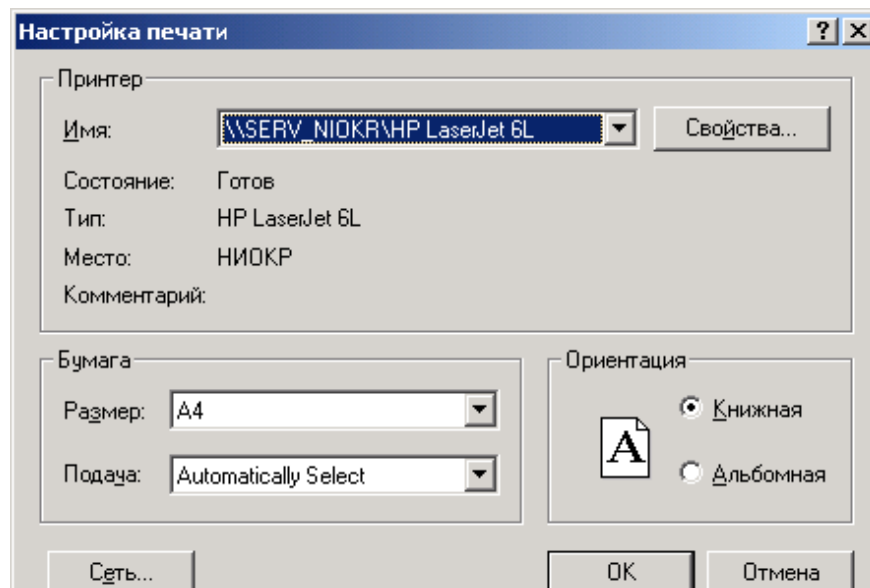 Настройка печати
Принтер
Имя: \\SERV_NIOKR\HP LaserJet 6L Свойства...
Состояние: Готов
Тип: HP LaserJet 6L
Место: НИОКР
Комментарий:
Бумага
Размер: A4
Подача: Automatically Select
Ориентация
A
Книжная
Альбомная
Сеть... OK Отмена